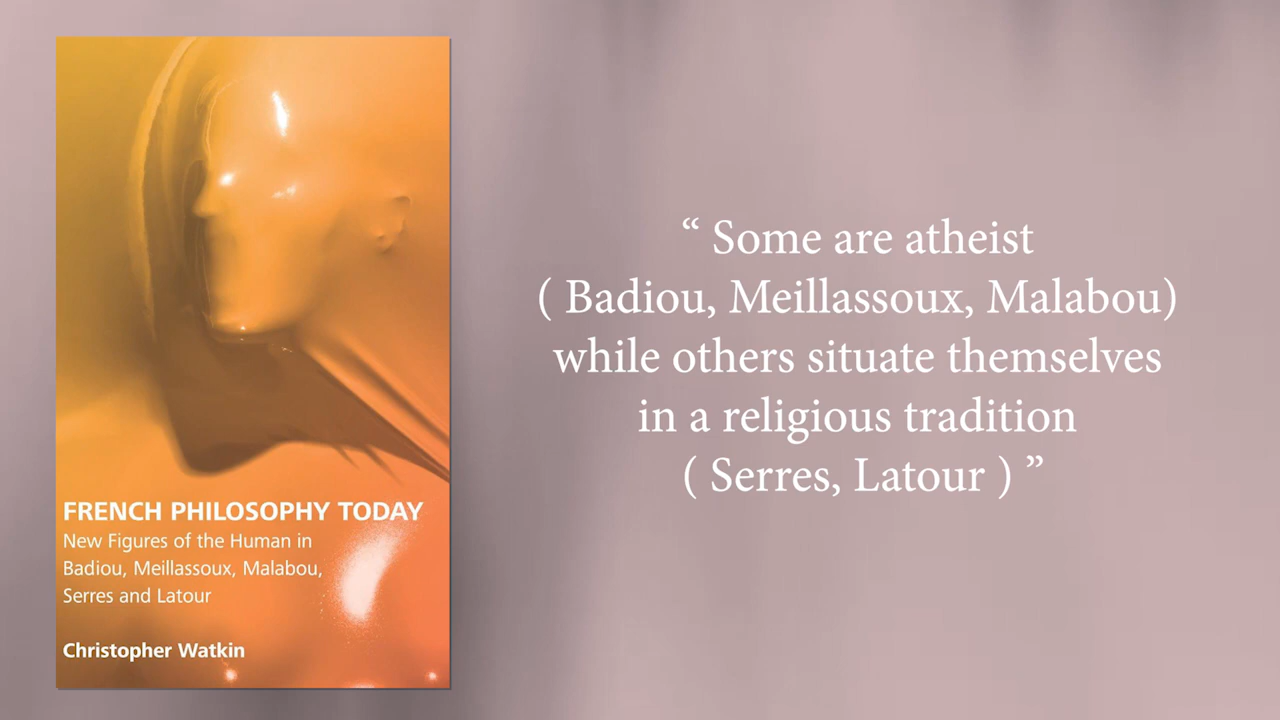 FRENCH PHILOSOPHY TODAY
New Figures of the Human in
Badiou, Meillassoux, Malabou,
Serres and Latour
Christopher Watkin
“ Some are atheist
( Badiou, Meillassoux, Malabou)
while others situate themselves
in a religious tradition
( Serres, Latour ) ”